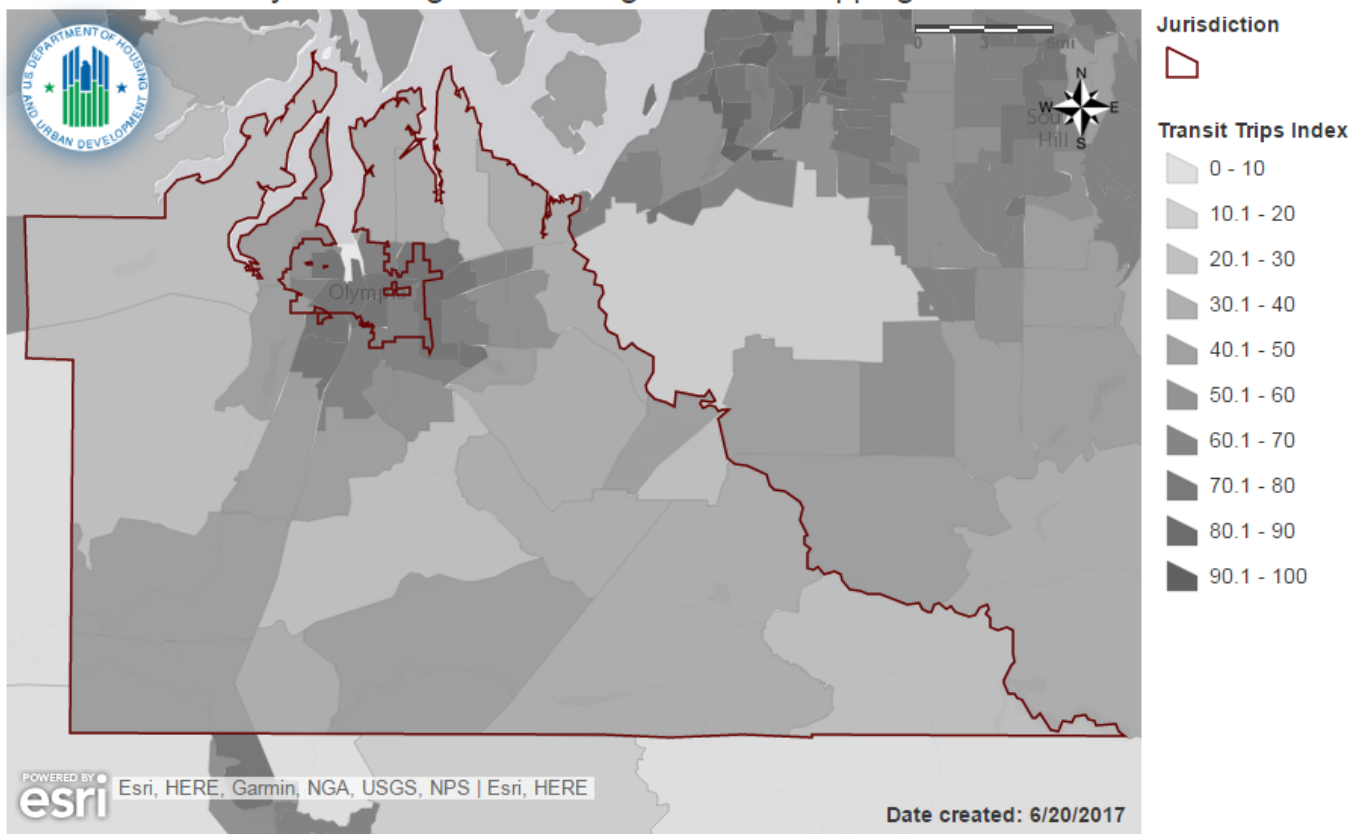 U.S. DEPARTMENT OF HOUSING
AND URBAN DEVELOPMENT
0 3 6mi
N
W E
S
Sou
Hill
Olympia
Jurisdiction
Transit Trips Index
0 - 10
10.1 - 20
20.1 - 30
30.1 - 40
40.1 - 50
50.1 - 60
60.1 - 70
70.1 - 80
80.1 - 90
90.1 - 100
POWERED BY
esri
Esri, HERE, Garmin, NGA, USGS, NPS | Esri, HERE
Date created: 6/20/2017